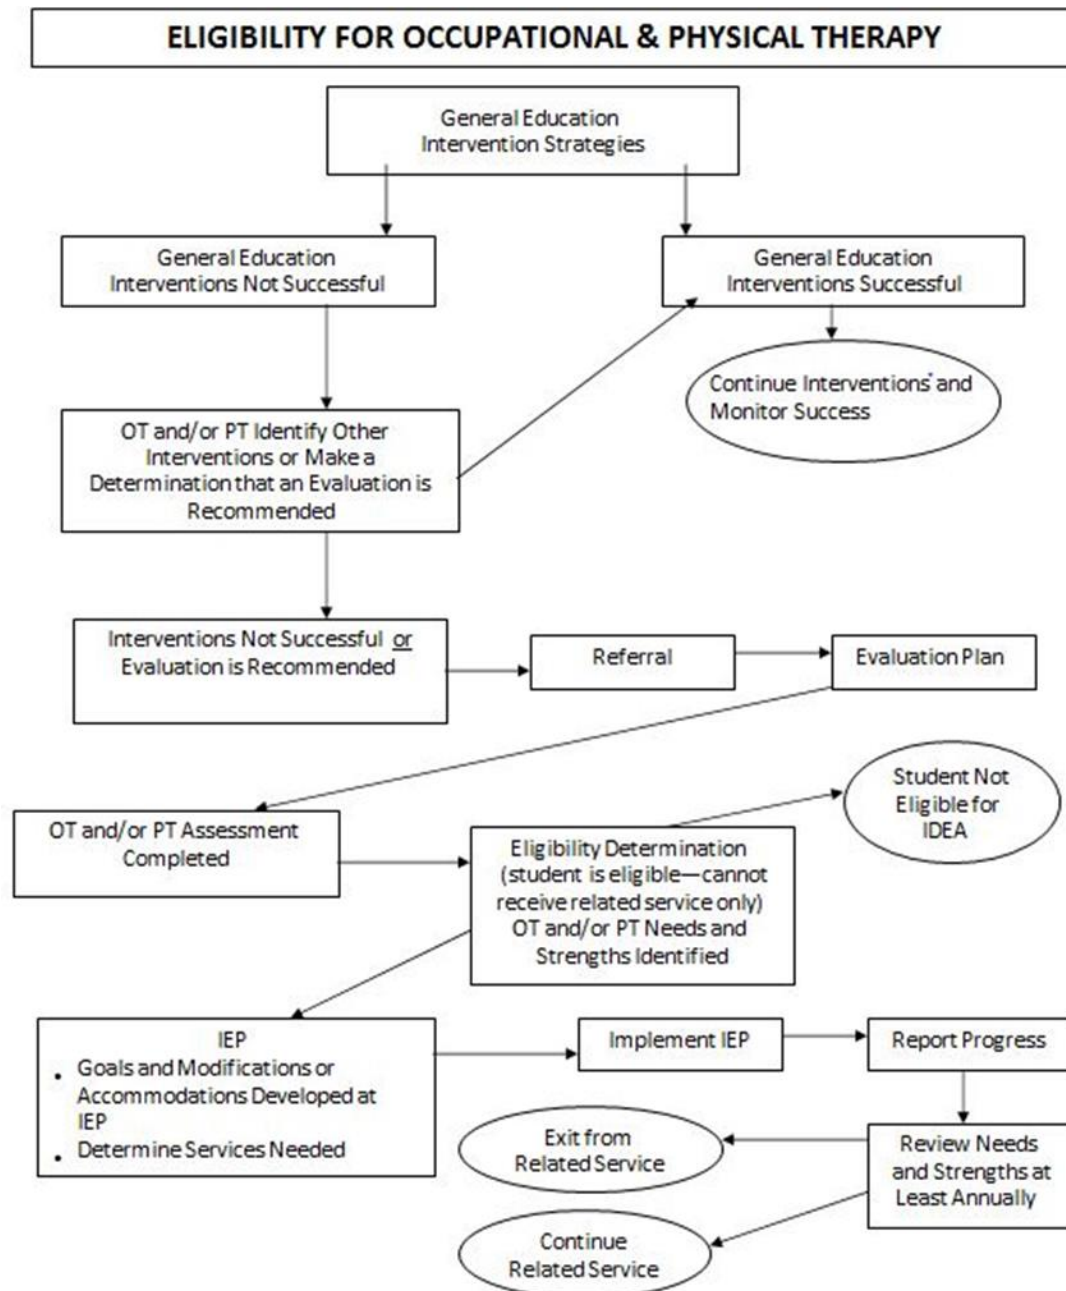 ELIGIBILITY FOR OCCUPATIONAL & PHYSICAL THERAPY
General Education
Intervention Strategies
General Education
Interventions Not Successful
General Education
Interventions Successful
Continue Interventions* and
Monitor Success
OT and/or PT Identify Other
Interventions or Make a
Determination that an Evaluation is
Recommended
Interventions Not Successful or
Evaluation is Recommended
Referral
Evaluation Plan
Student Not
Eligible for
IDEA
OT and/or PT Assessment
Completed
Eligibility Determination
(student is eligible—cannot
receive related service only)
OT and/or PT Needs and
Strengths Identified
IEP
• Goals and Modifications or
Accommodations Developed at
IEP
• Determine Services Needed
Implement IEP
Report Progress
Exit from
Related Service
Review Needs
and Strengths at
Least Annually
Continue
Related Service